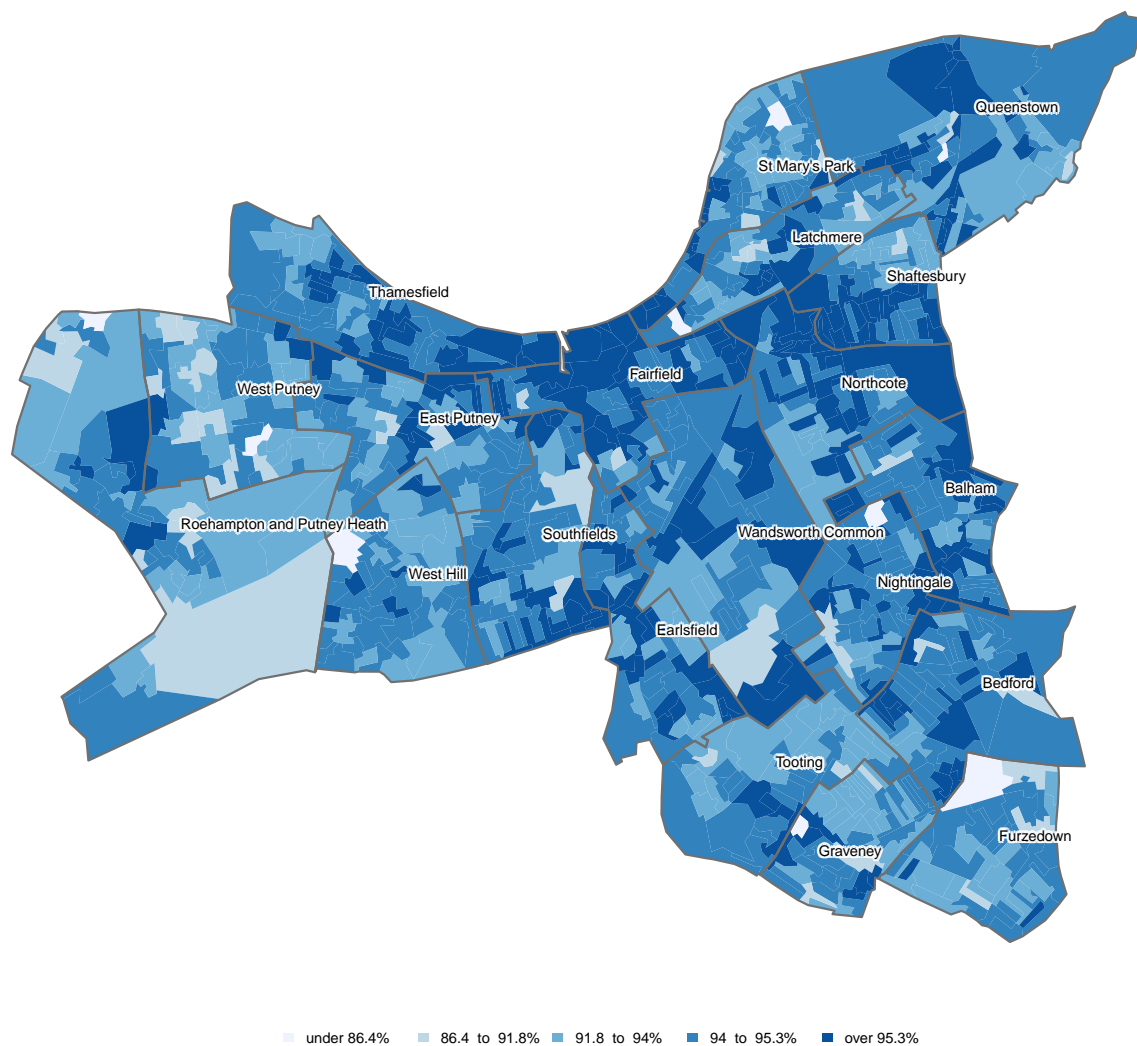 Queenstown
St Mary's Park
Latchmere
Shaftesbury
Thamesfield
Fairfield
Northcote
West Putney
East Putney
Balham
Roehampton and Putney Heath
Southfields
Wandsworth Common
West Hill
Nightingale
Earlsfield
Bedford
Tooting
Furzedown
Graveney
under 86.4% 86.4 to 91.8% 91.8 to 94% 94 to 95.3% over 95.3%